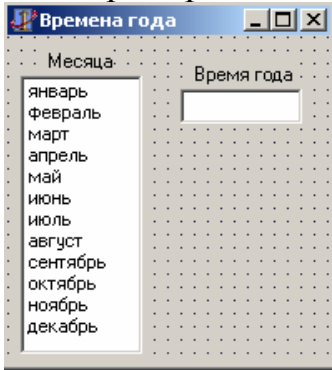 Времена года
Месяца
Время года
январь
февраль
март
апрель
май
июнь
июль
август
сентябрь
октябрь
ноябрь
декабрь